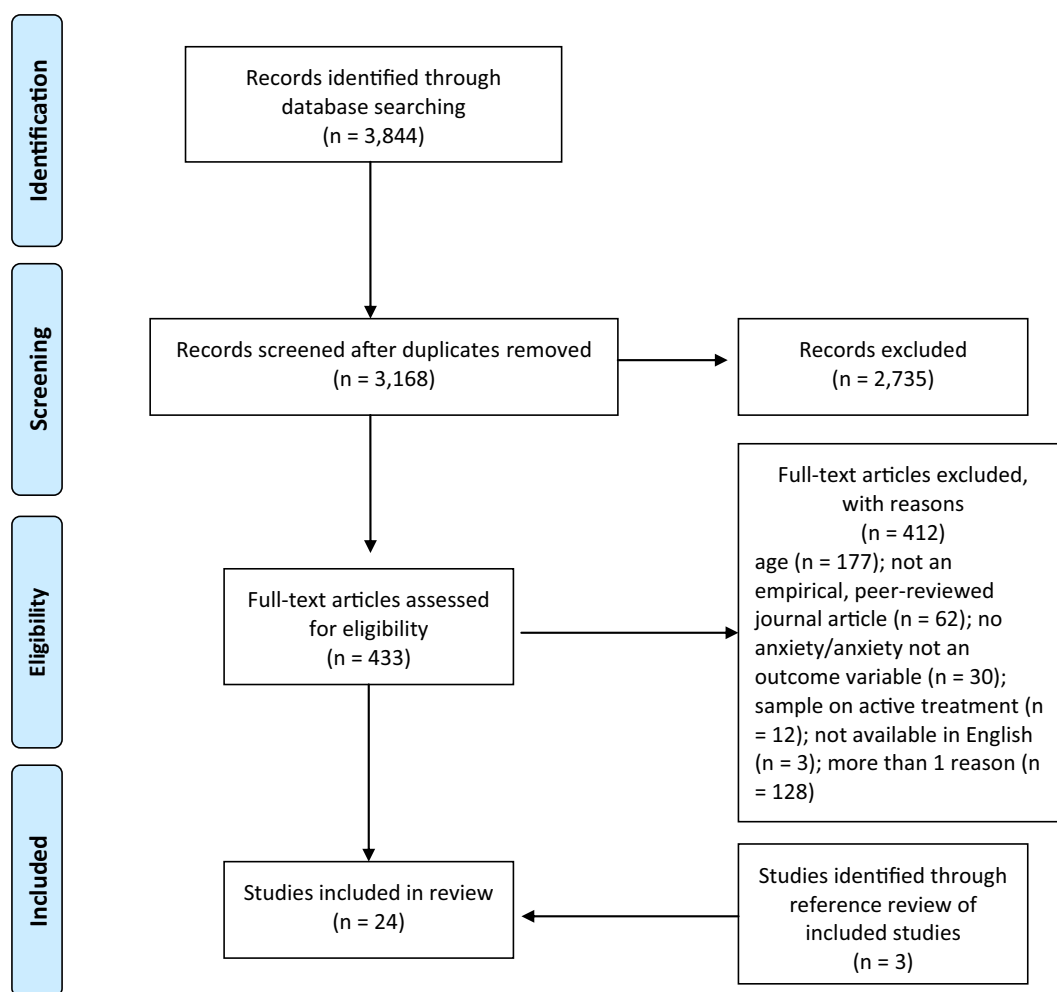 Identification
Records identified through
database searching
(n = 3,844)
Screening
Records screened after duplicates removed
(n = 3,168)
Records excluded
(n = 2,735)
Eligibility
Full-text articles assessed
for eligibility
(n = 433)
Full-text articles excluded,
with reasons
(n = 412)
age (n = 177); not an
empirical, peer-reviewed
journal article (n = 62); no
anxiety/anxiety not an
outcome variable (n = 30);
sample on active treatment (n
= 12); not available in English
(n = 3); more than 1 reason (n
= 128)
Included
Studies included in review
(n = 24)
Studies identified through
reference review of
included studies
(n = 3)